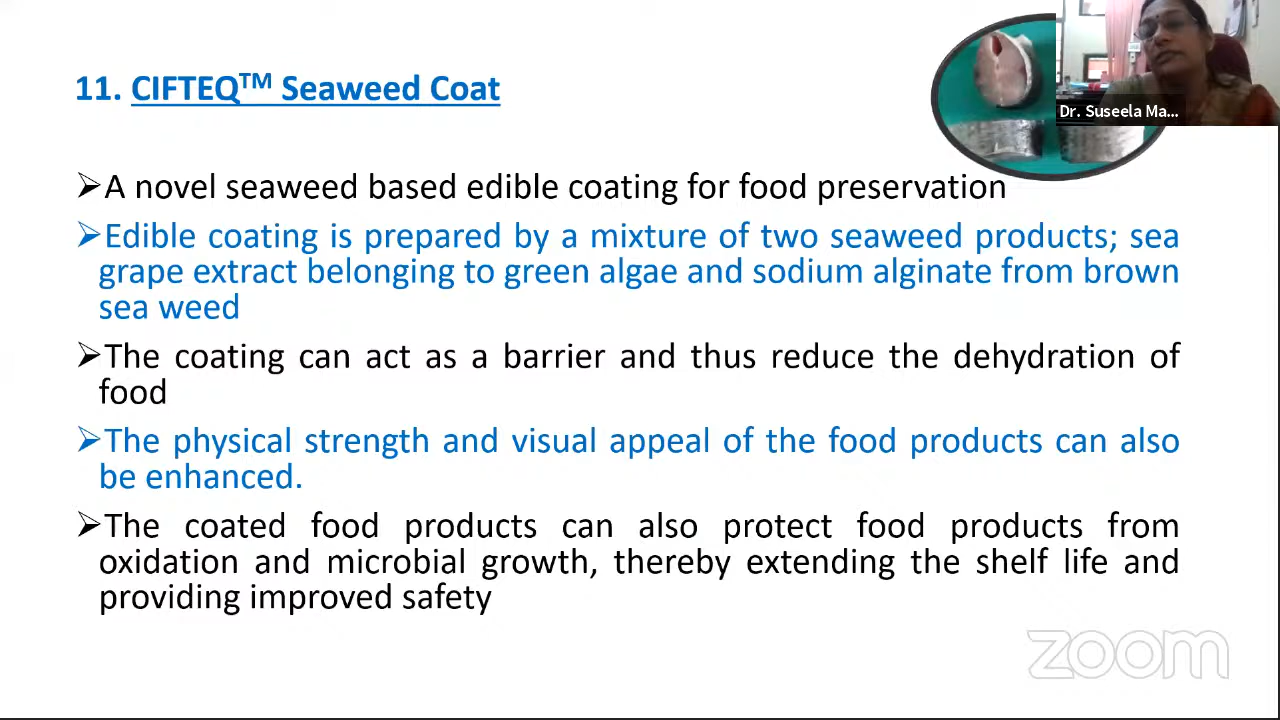 11. CIFTEQTM Seaweed Coat
Dr. Suseela Ma...
➢A novel seaweed based edible coating for food preservation
➢Edible coating is prepared by a mixture of two seaweed products; sea
grape extract belonging to green algae and sodium alginate from brown
sea weed
➢The coating can act as a barrier and thus reduce the dehydration of
food
➢The physical strength and visual appeal of the food products can also
be enhanced.
➢The coated food products can also protect food products from
oxidation and microbial growth, thereby extending the shelf life and
providing improved safety
zoom